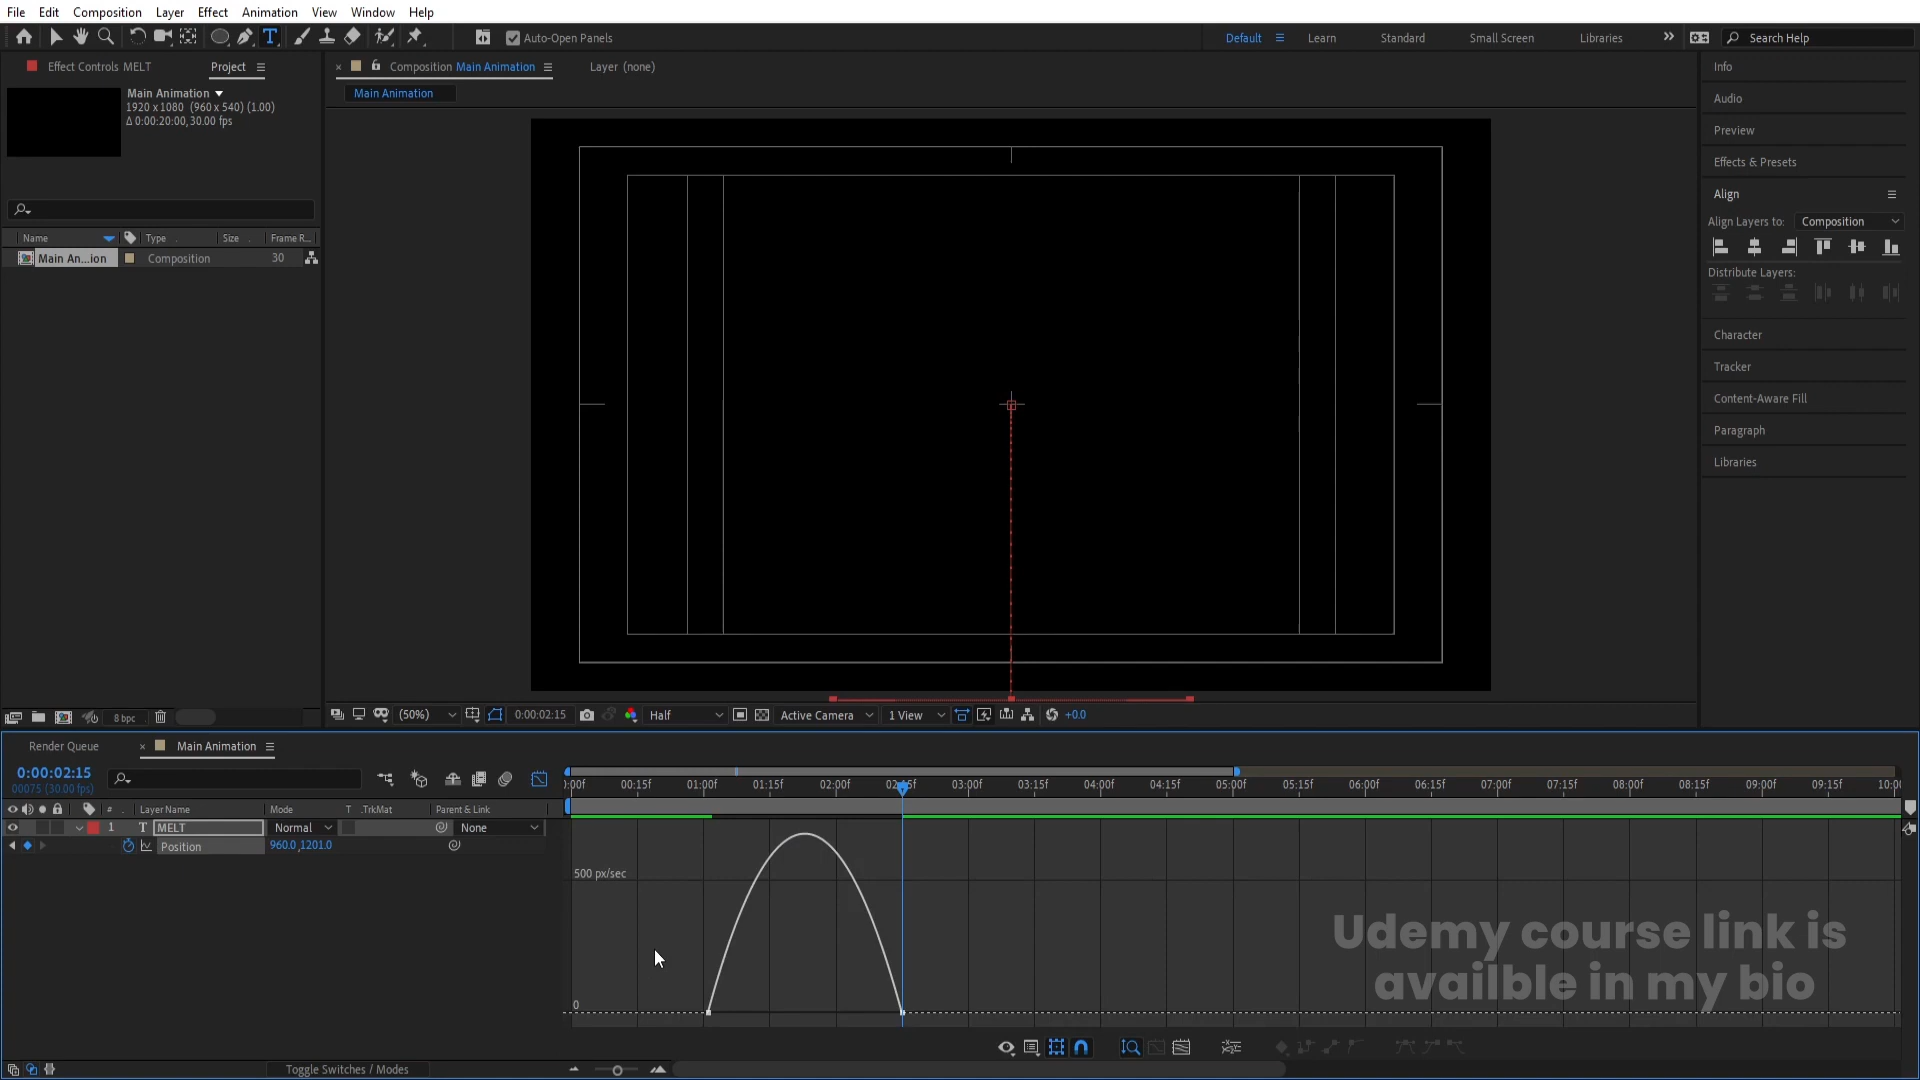 File Edit Composition Layer Effect Animation View Window Help
Auto-Open Panels
Default Learn Standard Small Screen Libraries Search Help
Effect Controls MELT Project
Composition Main Animation Layer (none)
Main Animation
Main Animation
1920 x 1080 (960 x 540) (1.00)
Δ 0:00:20:00, 30.00 fps
Name Type Size Frame R...
Main An...ion Composition 30
8 bpc
(50%) 0:00:02:15 Half Active Camera 1 View +0.0
Info
Audio
Preview
Effects & Presets
Align
Align Layers to: Composition
Distribute Layers:
Character
Tracker
Content-Aware Fill
Paragraph
Libraries
Render Queue Main Animation
0:00:02:15
00075 (30.00 fps)
# Layer Name Mode T .TrkMat Parent & Link
1 T MELT Normal None
Position 960.0,1201.0
:00f 00:15f 01:00f 01:15f 02:00f 02:15f 03:00f 03:15f 04:00f 04:15f 05:00f 05:15f 06:00f 06:15f 07:00f 07:15f 08:00f 08:15f 09:00f 09:15f 10:00
500 px/sec
0
Udemy course link is
availble in my bio
Toggle Switches / Modes